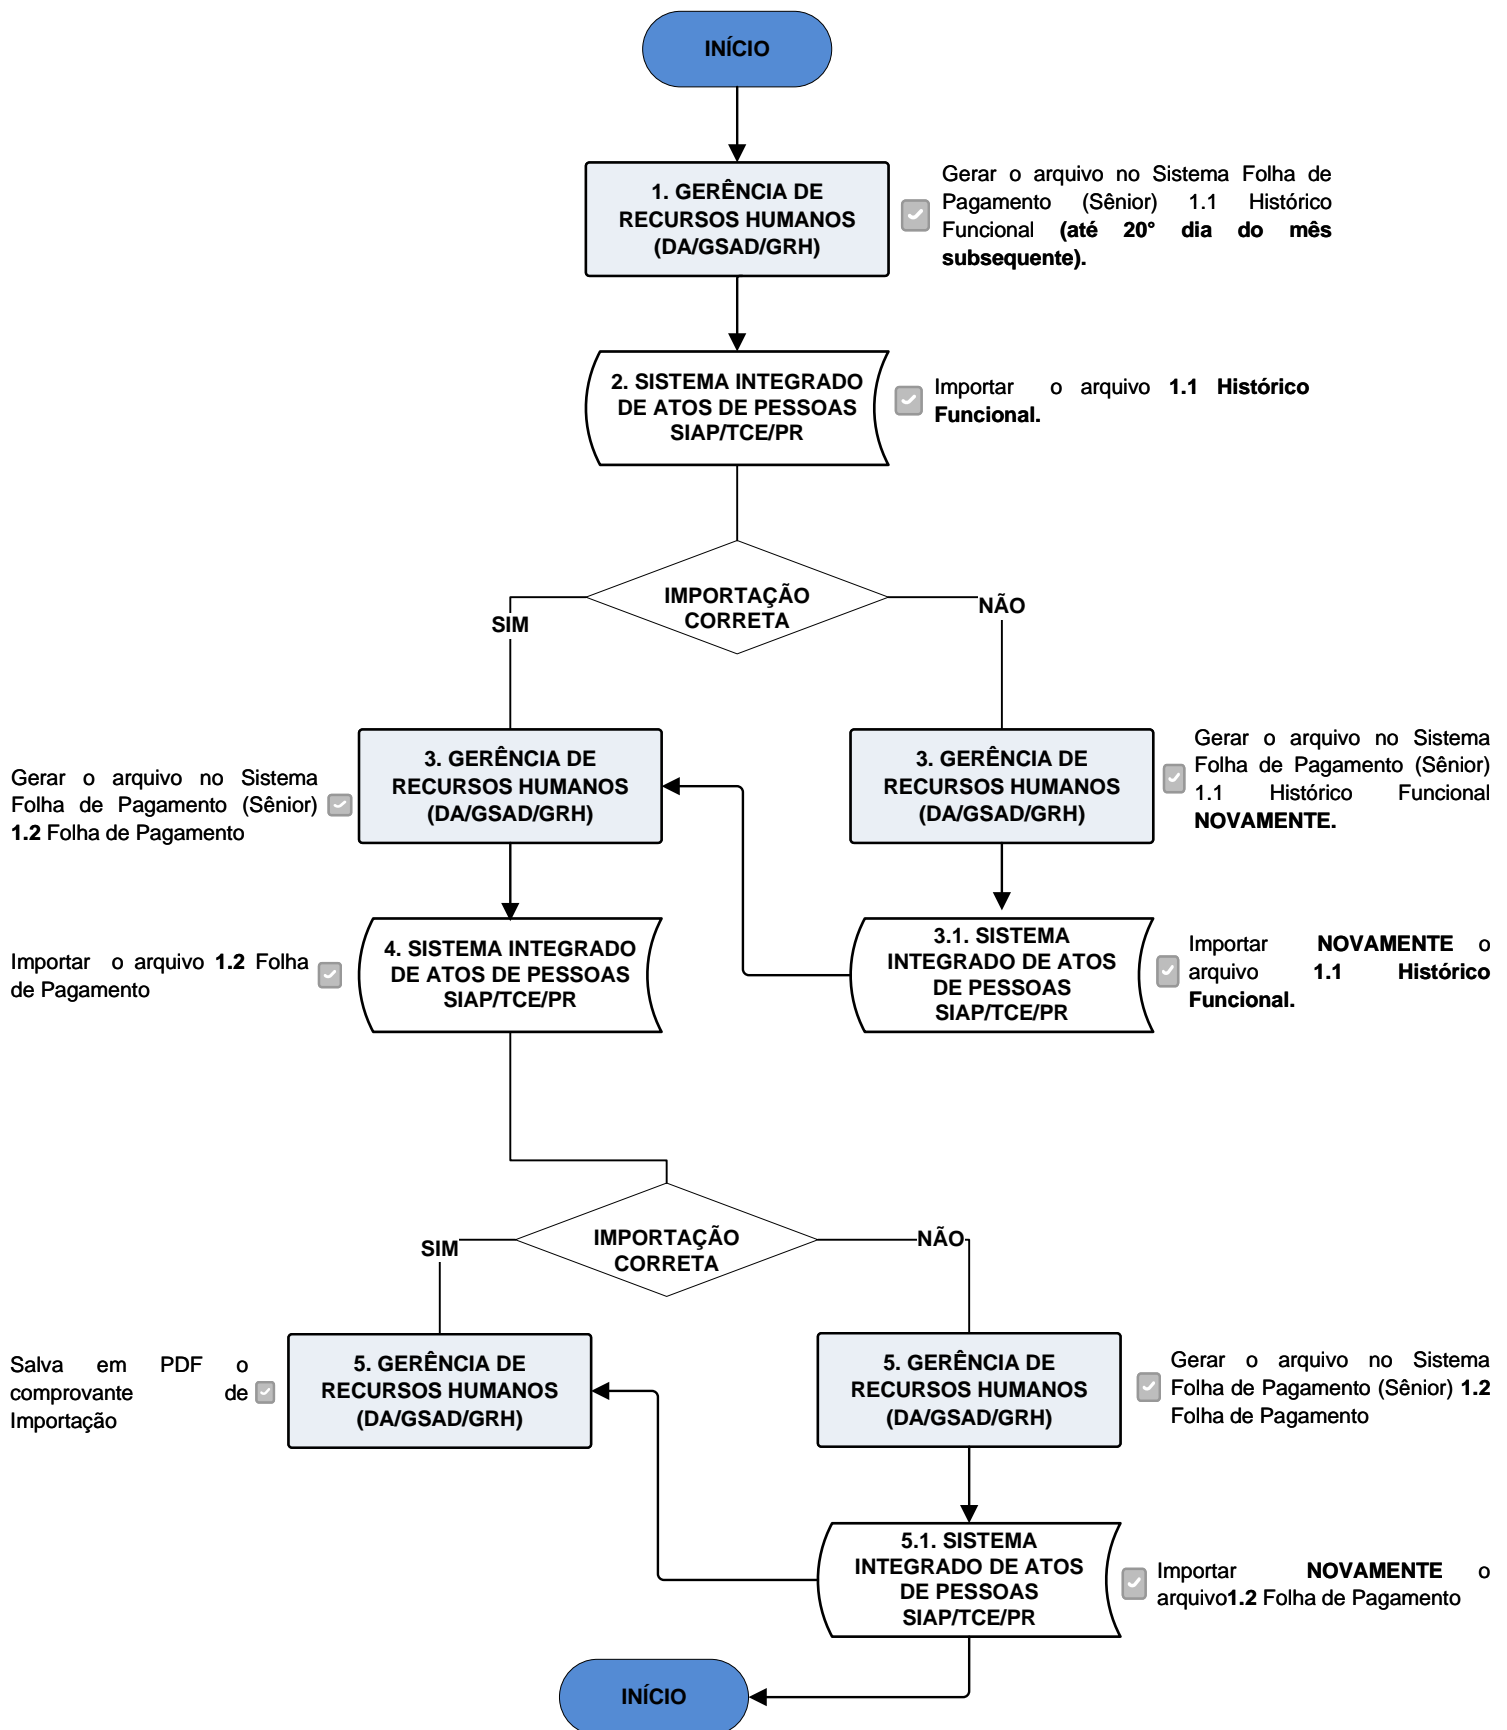 INÍCIO
1. GERÊNCIA DE
RECURSOS HUMANOS
(DA/GSAD/GRH)
Gerar o arquivo no Sistema Folha de
Pagamento (Sênior) 1.1 Histórico
Funcional (até 20° dia do mês
subsequente).
2. SISTEMA INTEGRADO
DE ATOS DE PESSOAS
SIAP/TCE/PR
Importar o arquivo 1.1 Histórico
Funcional.
IMPORTAÇÃO
CORRETA
SIM
NÃO
Gerar o arquivo no Sistema
Folha de Pagamento (Sênior)
1.2 Folha de Pagamento
3. GERÊNCIA DE
RECURSOS HUMANOS
(DA/GSAD/GRH)
3. GERÊNCIA DE
RECURSOS HUMANOS
(DA/GSAD/GRH)
Gerar o arquivo no Sistema
Folha de Pagamento (Sênior)
1.1 Histórico Funcional
NOVAMENTE.
Importar o arquivo 1.2 Folha
de Pagamento
4. SISTEMA INTEGRADO
DE ATOS DE PESSOAS
SIAP/TCE/PR
3.1. SISTEMA
INTEGRADO DE ATOS
DE PESSOAS
SIAP/TCE/PR
Importar NOVAMENTE o
arquivo 1.1 Histórico
Funcional.
IMPORTAÇÃO
CORRETA
SIM
NÃO
Salva em PDF o
comprovante de
Importação
5. GERÊNCIA DE
RECURSOS HUMANOS
(DA/GSAD/GRH)
5. GERÊNCIA DE
RECURSOS HUMANOS
(DA/GSAD/GRH)
Gerar o arquivo no Sistema
Folha de Pagamento (Sênior) 1.2
Folha de Pagamento
5.1. SISTEMA
INTEGRADO DE ATOS
DE PESSOAS
SIAP/TCE/PR
Importar NOVAMENTE o
arquivo1.2 Folha de Pagamento
INÍCIO